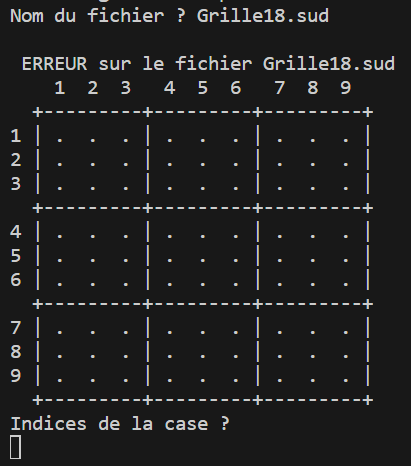 Nom du fichier ? Grille18.sud
ERREUR sur le fichier Grille18.sud
1 2 3 4 5 6 7 8 9
+---------+---------+---------+
1 | . . . | . . . | . . . |
2 | . . . | . . . | . . . |
3 | . . . | . . . | . . . |
+---------+---------+---------+
4 | . . . | . . . | . . . |
5 | . . . | . . . | . . . |
6 | . . . | . . . | . . . |
+---------+---------+---------+
7 | . . . | . . . | . . . |
8 | . . . | . . . | . . . |
9 | . . . | . . . | . . . |
+---------+---------+---------+
Indices de la case ?